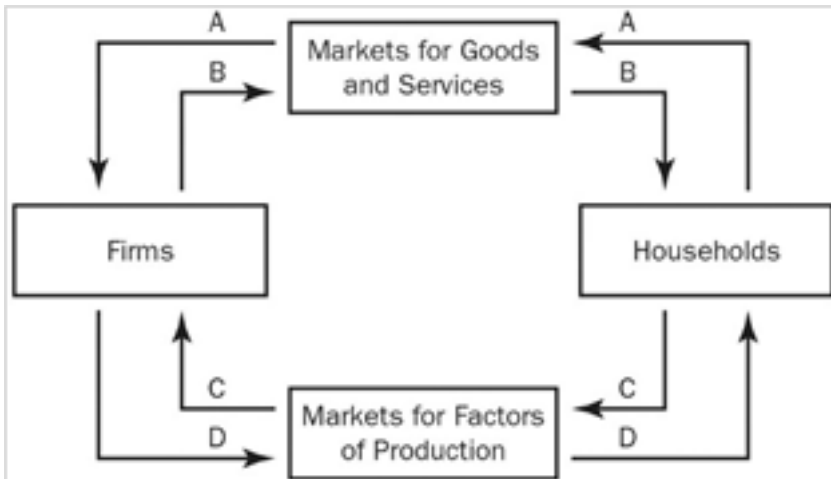 A
A
Markets for Goods
and Services
B
B
Firms
Households
C
C
Markets for Factors
of Production
D
D